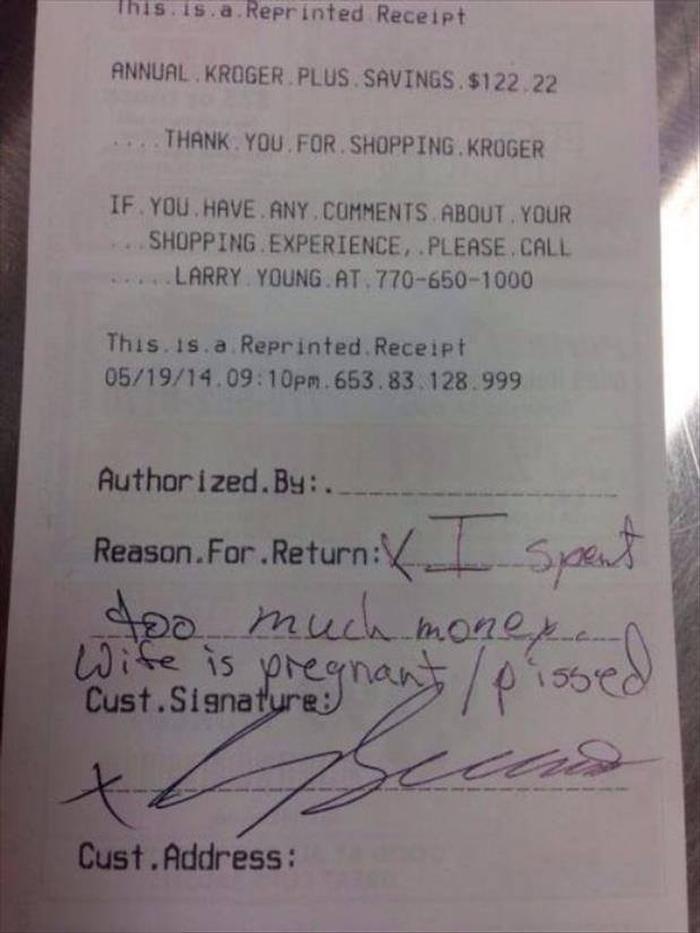 This.is.a.Reprinted.Receipt
ANNUAL.KROGER.PLUS.SAVINGS.$122.22
....THANK.YOU.FOR.SHOPPING.KROGER
IF.YOU.HAVE.ANY.COMMENTS.ABOUT.YOUR
...SHOPPING.EXPERIENCE,.PLEASE.CALL
.....LARRY.YOUNG.AT.770-650-1000
This.is.a.Reprinted.Receipt
05/19/14.09:10pm.653.83.128.999
Authorized.By:.
Reason.For.Return:X I spent
too much money.
Wife is pregnant/pissed
Cust.Signature:
X
Cust.Address: